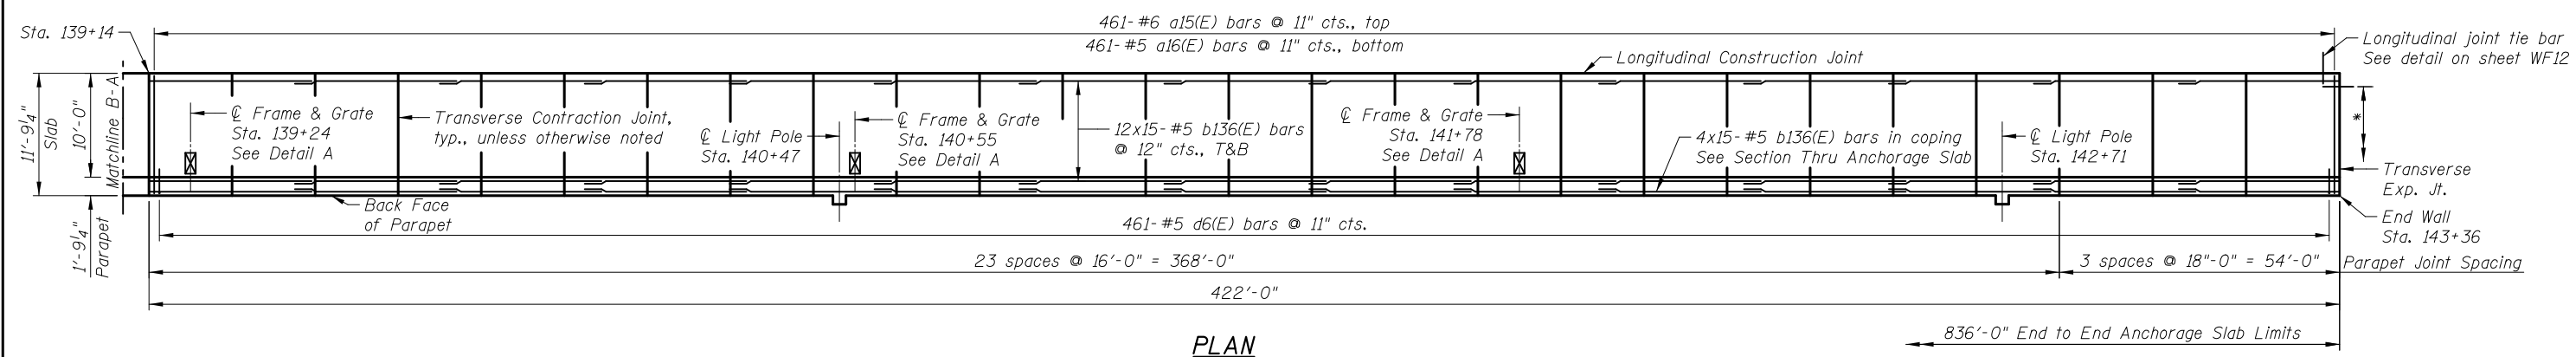 461-#6 a15(E) bars @ 11" cts., top
461-#5 a16(E) bars @ 11" cts., bottom
Sta. 139+14
Longitudinal Construction Joint
Longitudinal joint tie bar
See detail on sheet WF12
11'-9¼"
Slab
10'-0"
Matchline B-A
℄ Frame & Grate
Sta. 139+24
See Detail A
Transverse Contraction Joint,
typ., unless otherwise noted
℄ Light Pole
Sta. 140+47
℄ Frame & Grate
Sta. 140+55
See Detail A
12x15-#5 b136(E) bars
@ 12" cts., T&B
℄ Frame & Grate
Sta. 141+78
See Detail A
4x15-#5 b136(E) bars in coping
See Section Thru Anchorage Slab
℄ Light Pole
Sta. 142+71
*
Transverse
Exp. Jt.
1'-9¼"
Parapet
Back Face
of Parapet
461-#5 d6(E) bars @ 11" cts.
End Wall
Sta. 143+36
23 spaces @ 16'-0" = 368'-0"
3 spaces @ 18"-0" = 54'-0"
Parapet Joint Spacing
422'-0"
836'-0" End to End Anchorage Slab Limits
PLAN